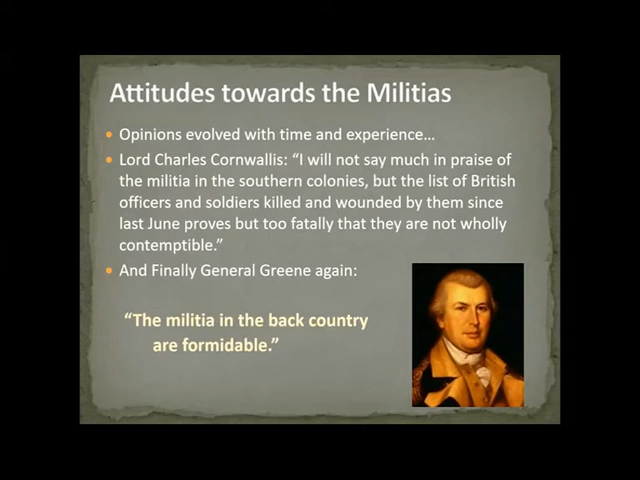 Attitudes towards the Militias
• Opinions evolved with time and experience…
• Lord Charles Cornwallis: “I will not say much in praise of
the militia in the southern colonies, but the list of British
officers and soldiers killed and wounded by them since
last June proves but too fatally that they are not wholly
contemptible.”
• And Finally General Greene again:
“The militia in the back country
are formidable.”